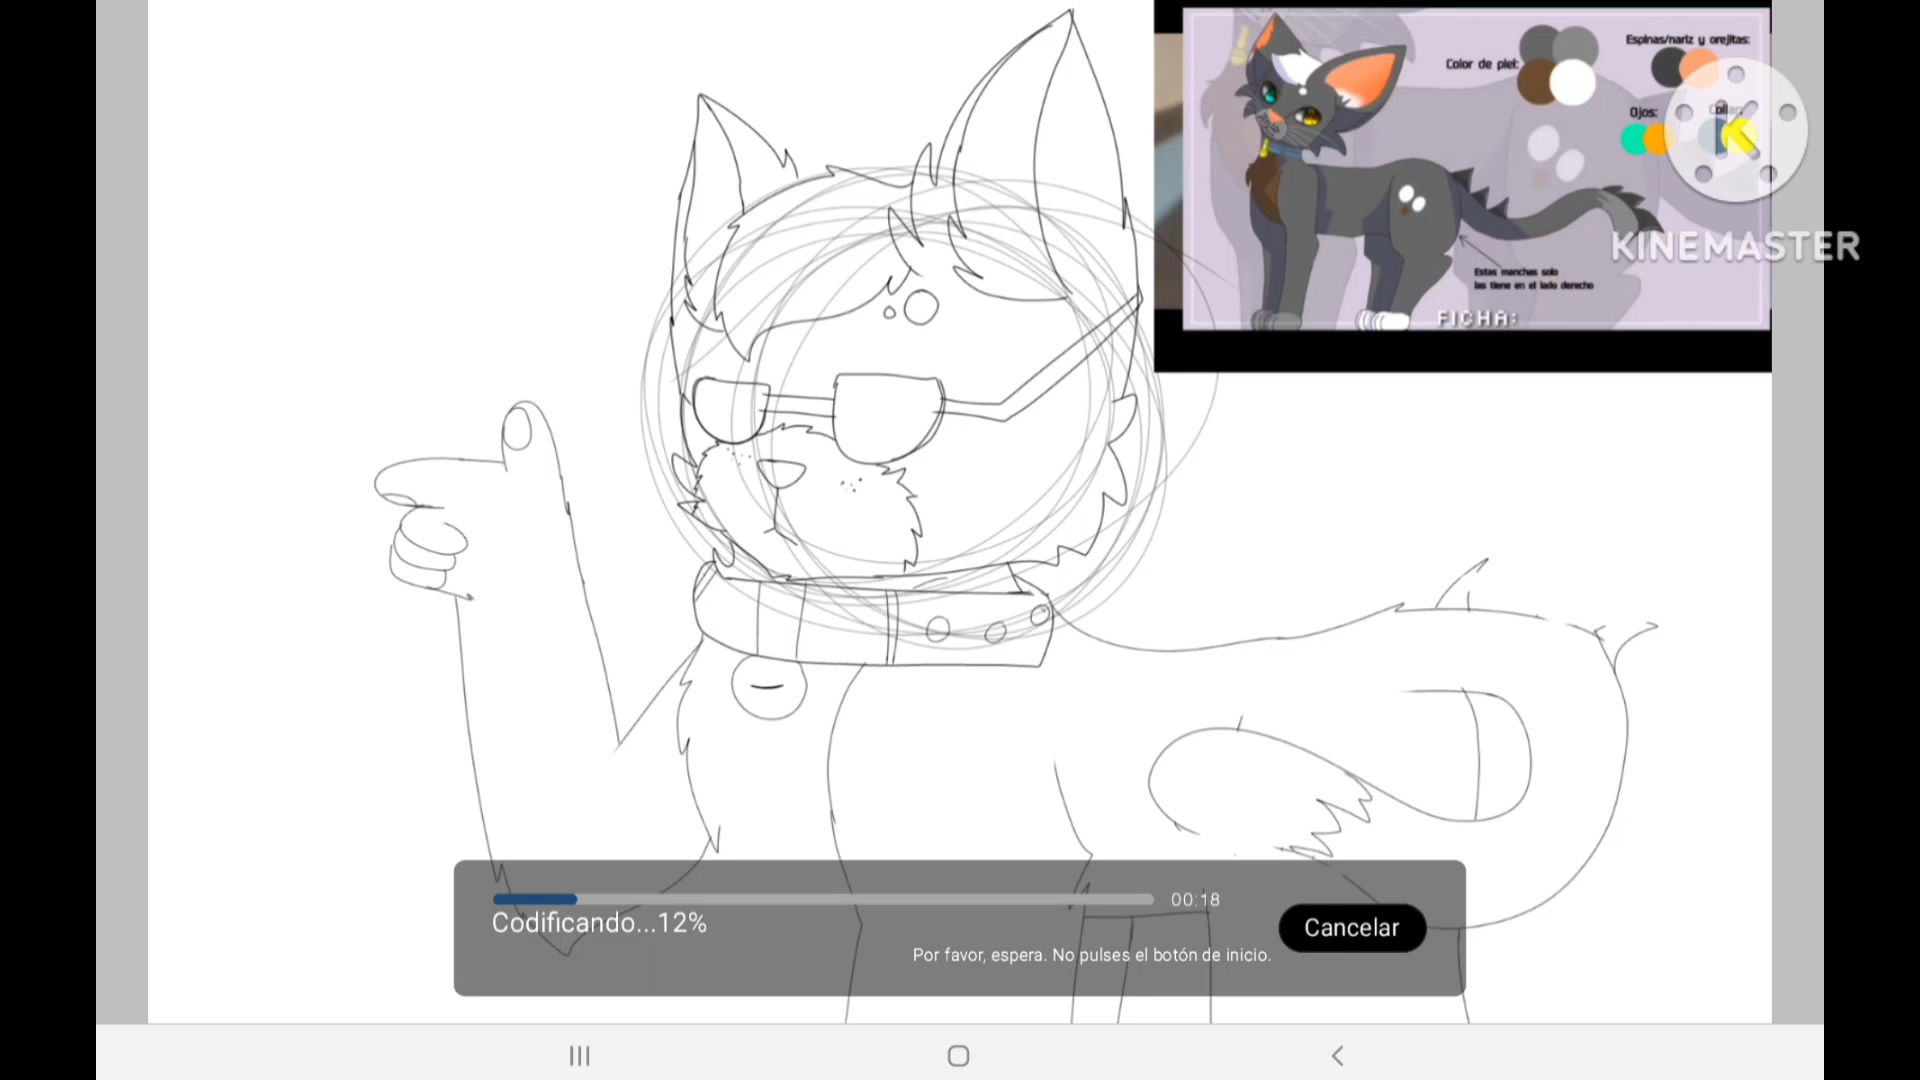 Espinas/nariz y orejitas:
Color de piel:
Ojos:
Collar:
KINEMASTER
Estas manchas solo
las tiene en el lado derecho
FICHA:
00:18
Codificando...12%
Cancelar
Por favor, espera. No pulses el botón de inicio.